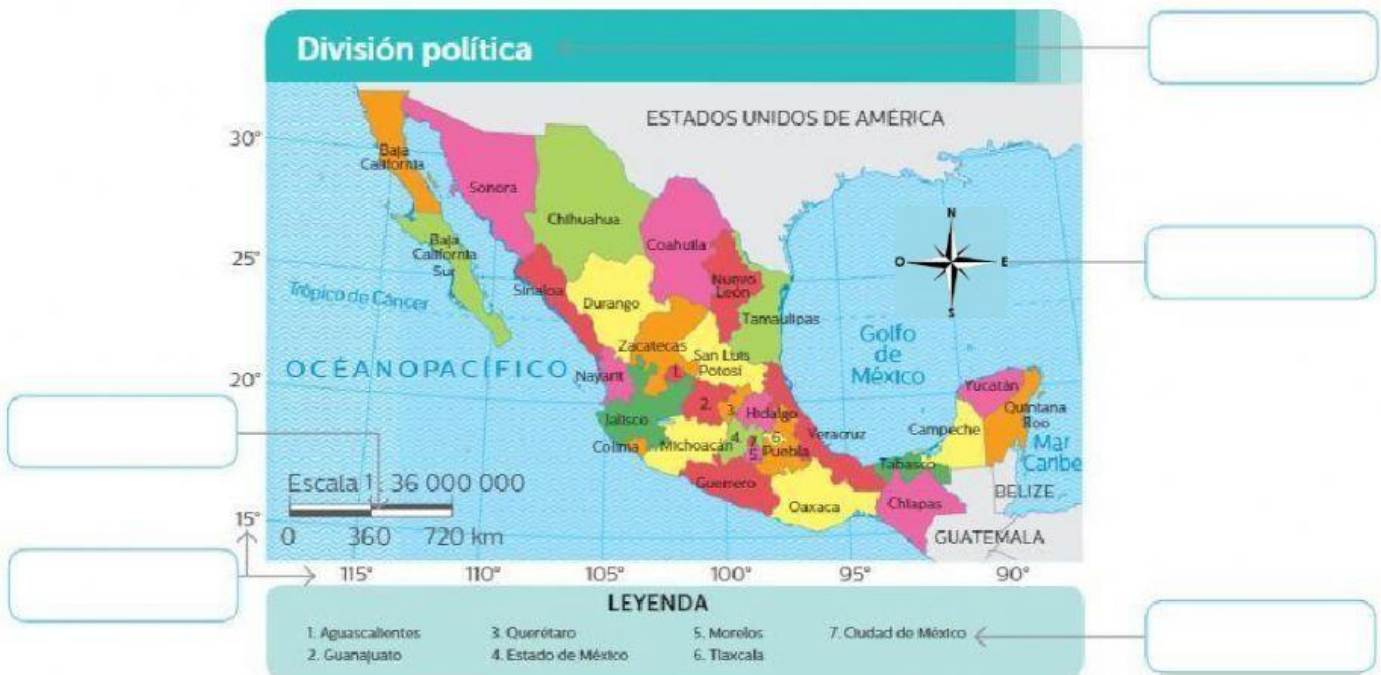 División política
ESTADOS UNIDOS DE AMÉRICA
30°
Baja
California
Sonora
Chihuahua
Coahuila
N
O
E
S
25°
Baja
California
Sur
Sinaloa
Nuevo
León
Trópico de Cáncer
Durango
Tamaulipas
Golfo
de
México
Zacatecas
San Luis
Potosí
OCÉANOPACÍFICO
20°
Nayarit
1.
Yucatán
Quintana
Roo
Jalisco
2.
3.
Hidalgo
Campeche
Veracruz
Mar
Caribe
Colima
Michoacán
4.
7
5
6.
Puebla
Tabasco
Escala 1: 36 000 000
Guerrero
Oaxaca
Chiapas
BELIZE
15°
0 360 720 km
GUATEMALA
115° 110° 105° 100° 95° 90°
LEYENDA
1. Aguascalientes 3. Querétaro 5. Morelos 7. Ciudad de México
2. Guanajuato 4. Estado de México 6. Tlaxcala